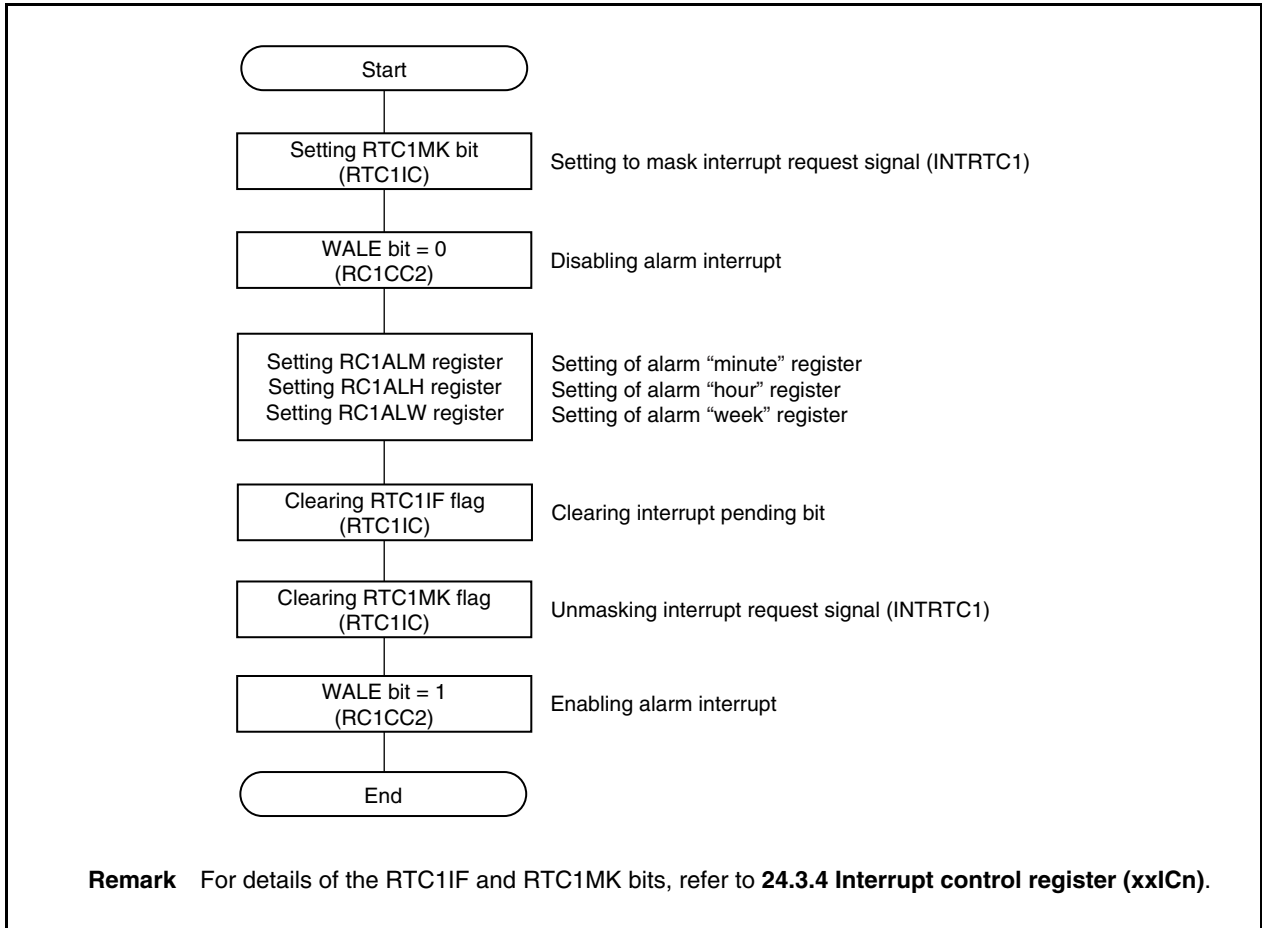 Start
Setting RTC1MK bit
(RTC1IC)
Setting to mask interrupt request signal (INTRTC1)
WALE bit = 0
(RC1CC2)
Disabling alarm interrupt
Setting RC1ALM register
Setting of alarm “minute” register
Setting RC1ALH register
Setting of alarm “hour” register
Setting RC1ALW register
Setting of alarm “week” register
Clearing RTC1IF flag
(RTC1IC)
Clearing interrupt pending bit
Clearing RTC1MK flag
(RTC1IC)
Unmasking interrupt request signal (INTRTC1)
WALE bit = 1
(RC1CC2)
Enabling alarm interrupt
End
Remark For details of the RTC1IF and RTC1MK bits, refer to 24.3.4 Interrupt control register (xxICn).